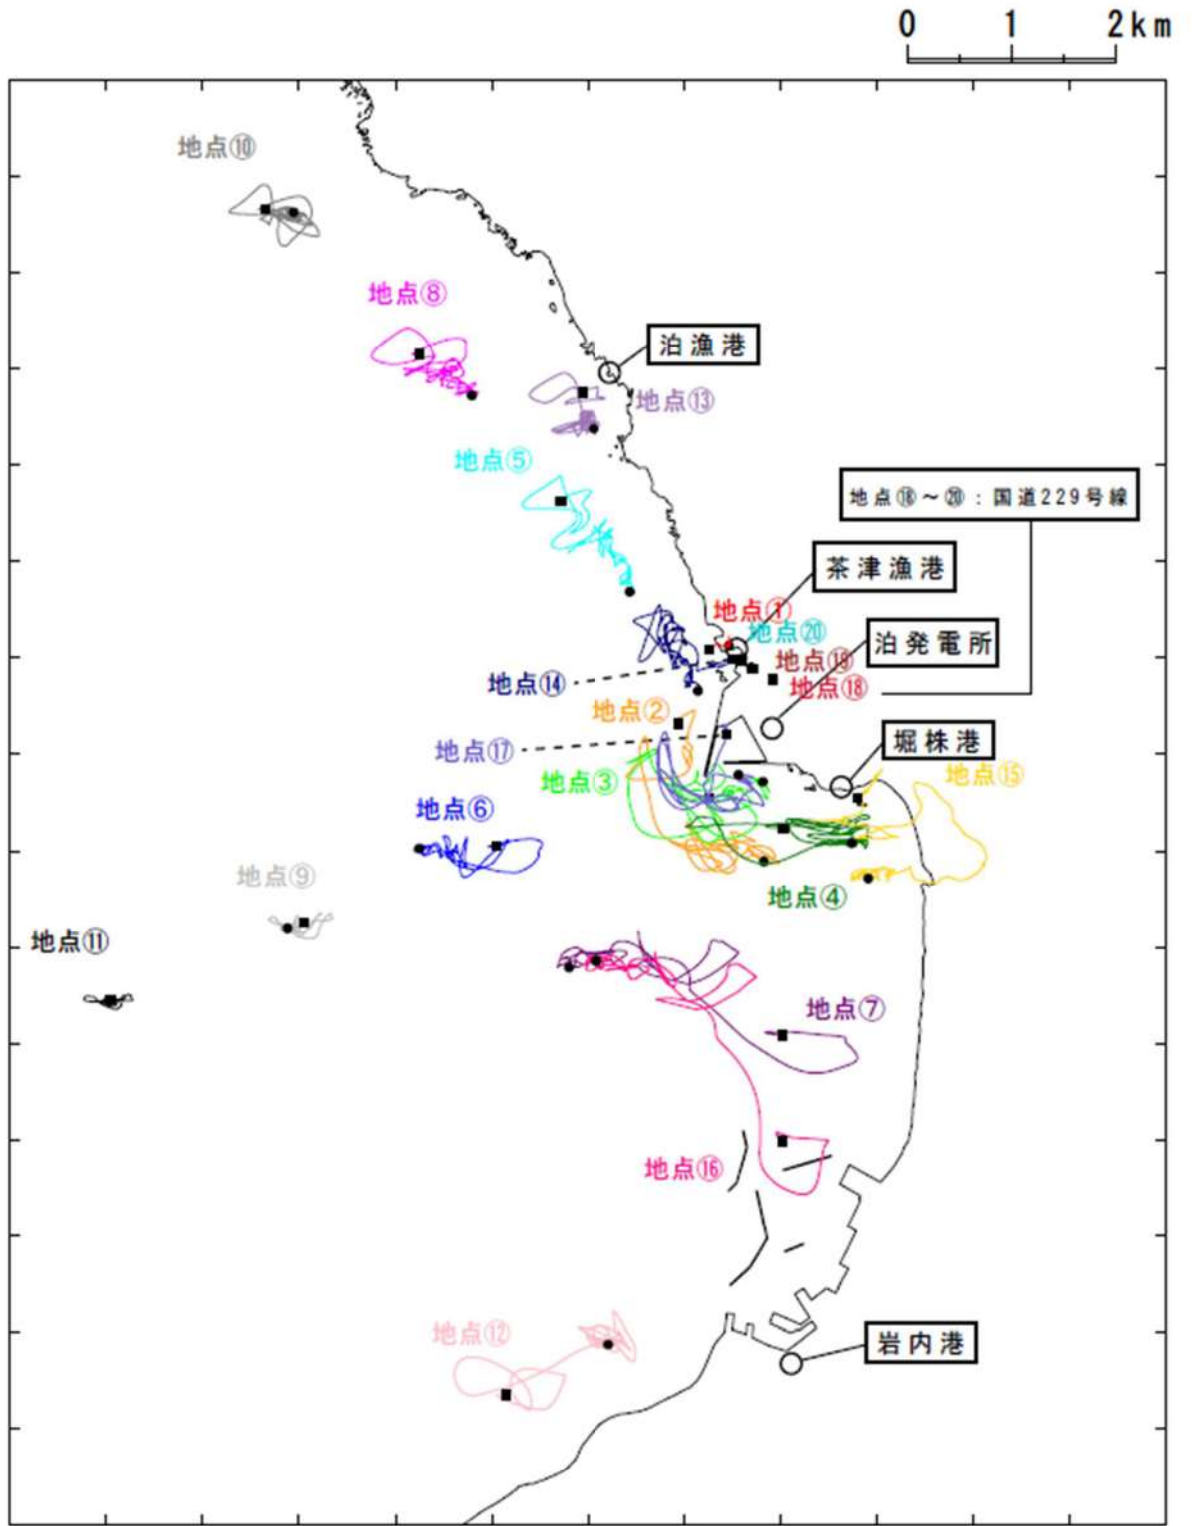 0 1 2km
地点⑩
地点⑧
泊漁港
地点⑬
地点⑤
地点⑱～⑳：国道229号線
茶津漁港
地点①
地点⑳
泊発電所
地点⑲
地点⑭
地点⑱
地点②
堀株港
地点⑰
地点③
地点⑮
地点⑥
地点⑨
地点④
地点⑪
地点⑦
地点⑯
地点⑫
岩内港